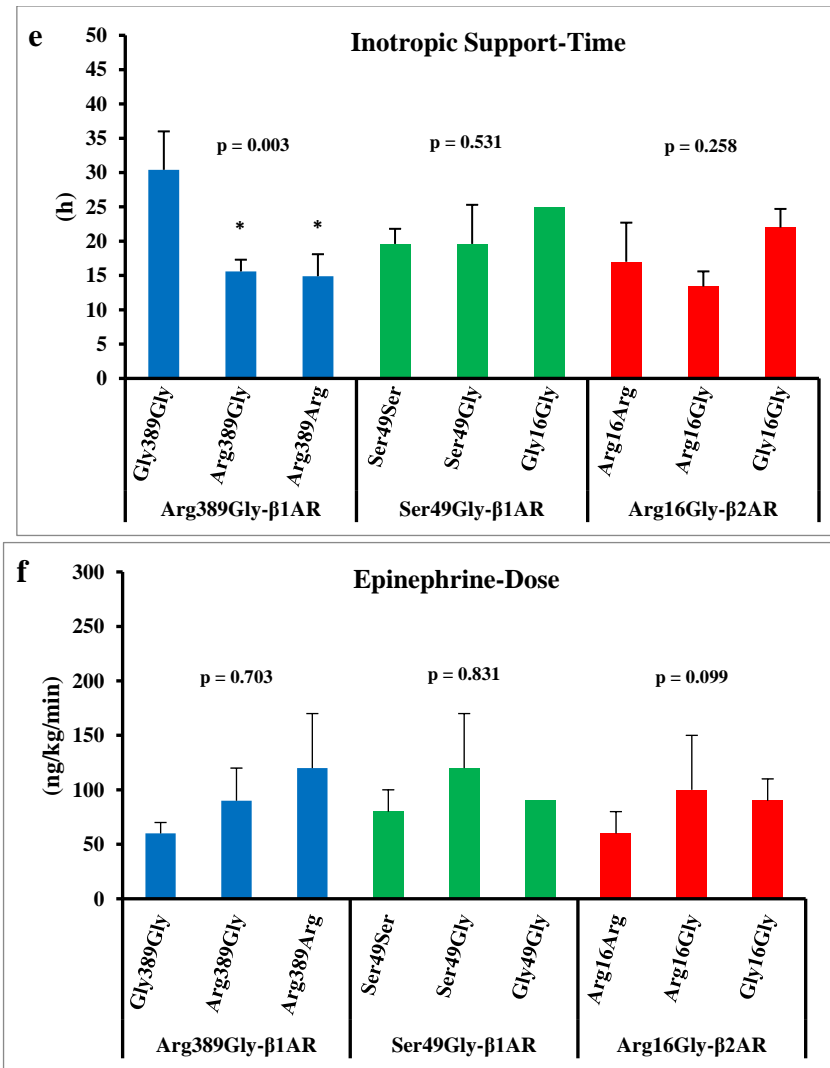 e
Inotropic Support-Time
50
45
40
35
30
25
20
15
10
5
0
(h)
p = 0.003
p = 0.531
p = 0.258
*
*
Gly389Gly
Arg389Gly
Arg389Arg
Ser49Ser
Ser49Gly
Gly16Gly
Arg16Arg
Arg16Gly
Gly16Gly
Arg389Gly-β1AR
Ser49Gly-β1AR
Arg16Gly-β2AR
f
Epinephrine-Dose
300
250
200
150
100
50
0
(ng/kg/min)
p = 0.703
p = 0.831
p = 0.099
Gly389Gly
Arg389Gly
Arg389Arg
Ser49Ser
Ser49Gly
Gly49Gly
Arg16Arg
Arg16Gly
Gly16Gly
Arg389Gly-β1AR
Ser49Gly-β1AR
Arg16Gly-β2AR